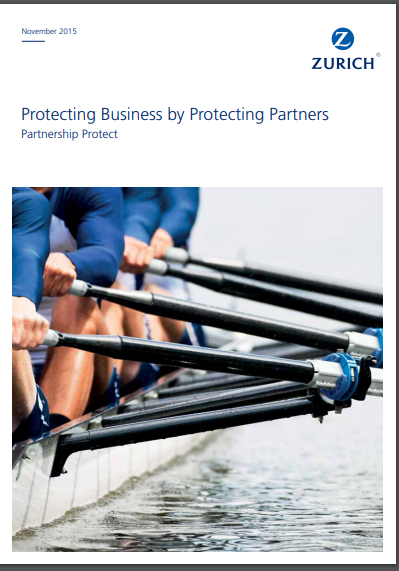 November 2015
Z
ZURICH®
Protecting Business by Protecting Partners
Partnership Protect